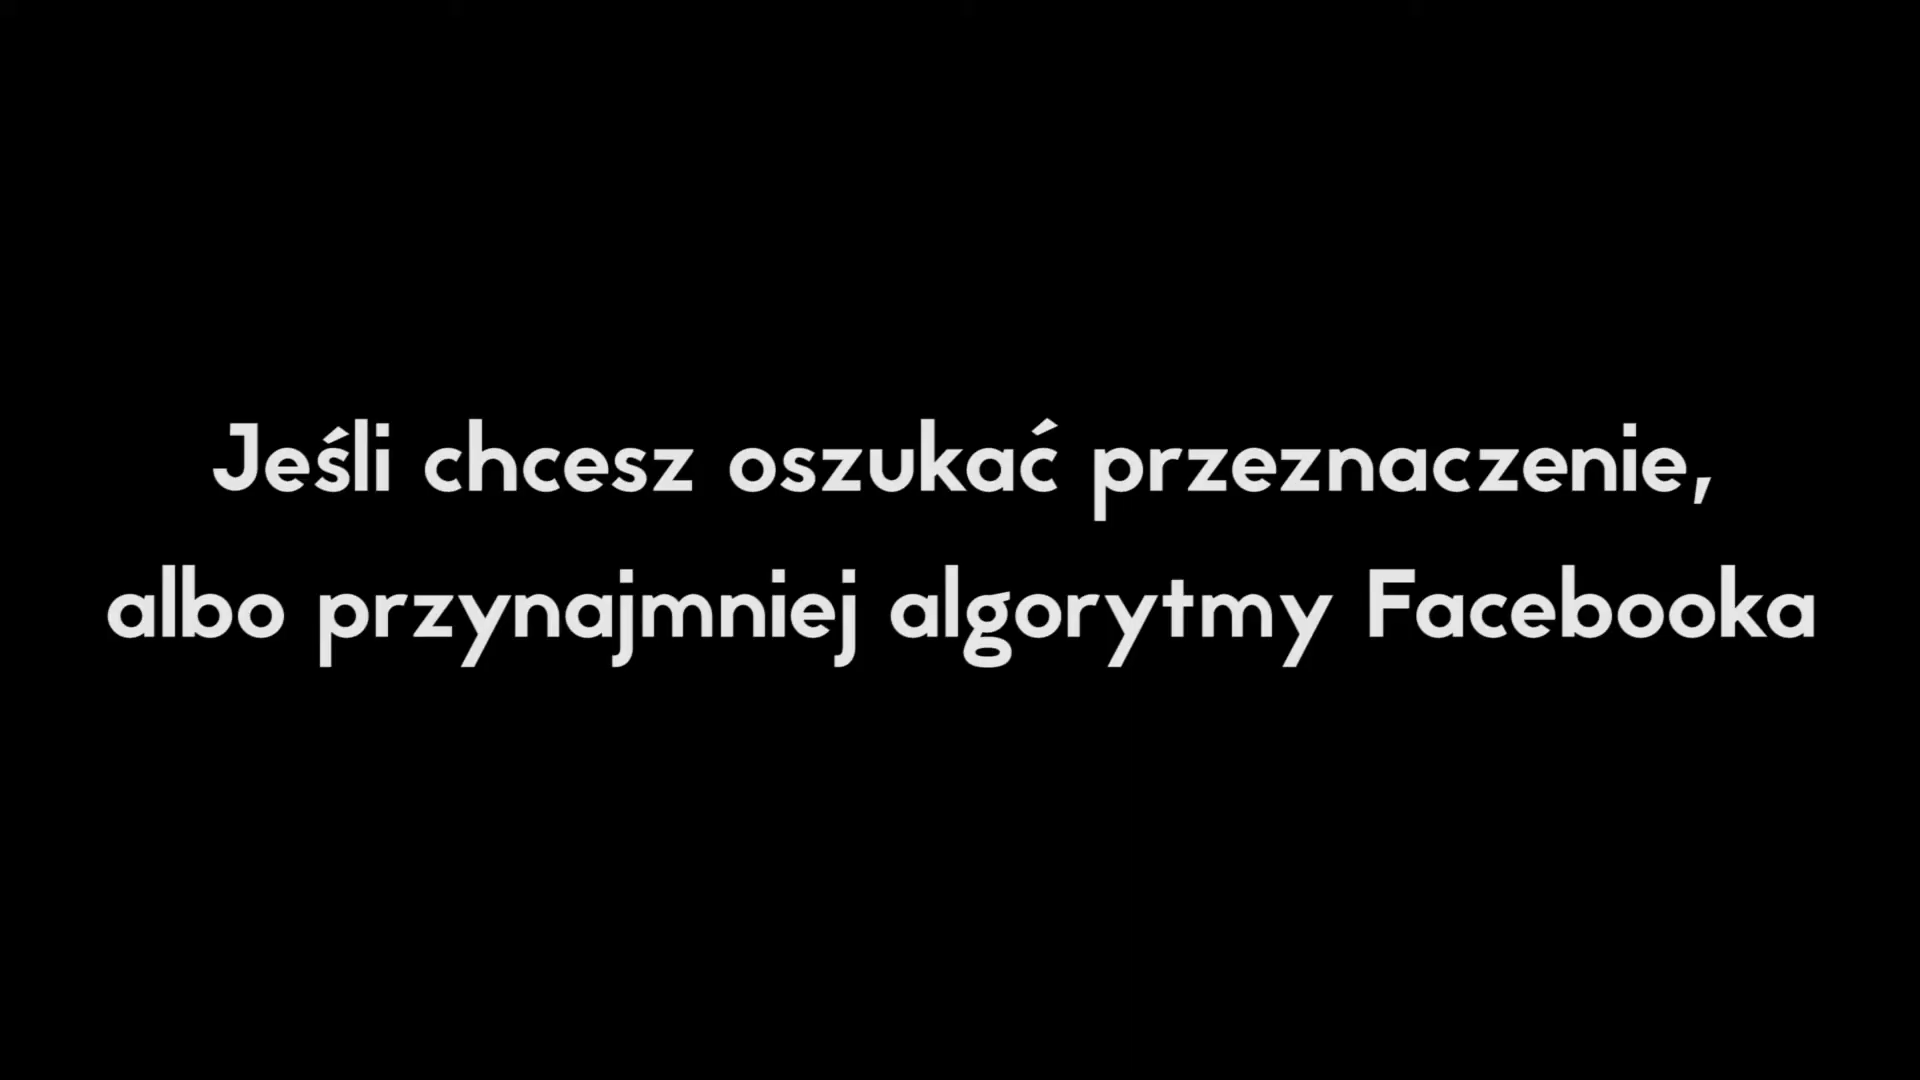 Jeśli chcesz oszukać przeznaczenie,
albo przynajmniej algorytmy Facebooka